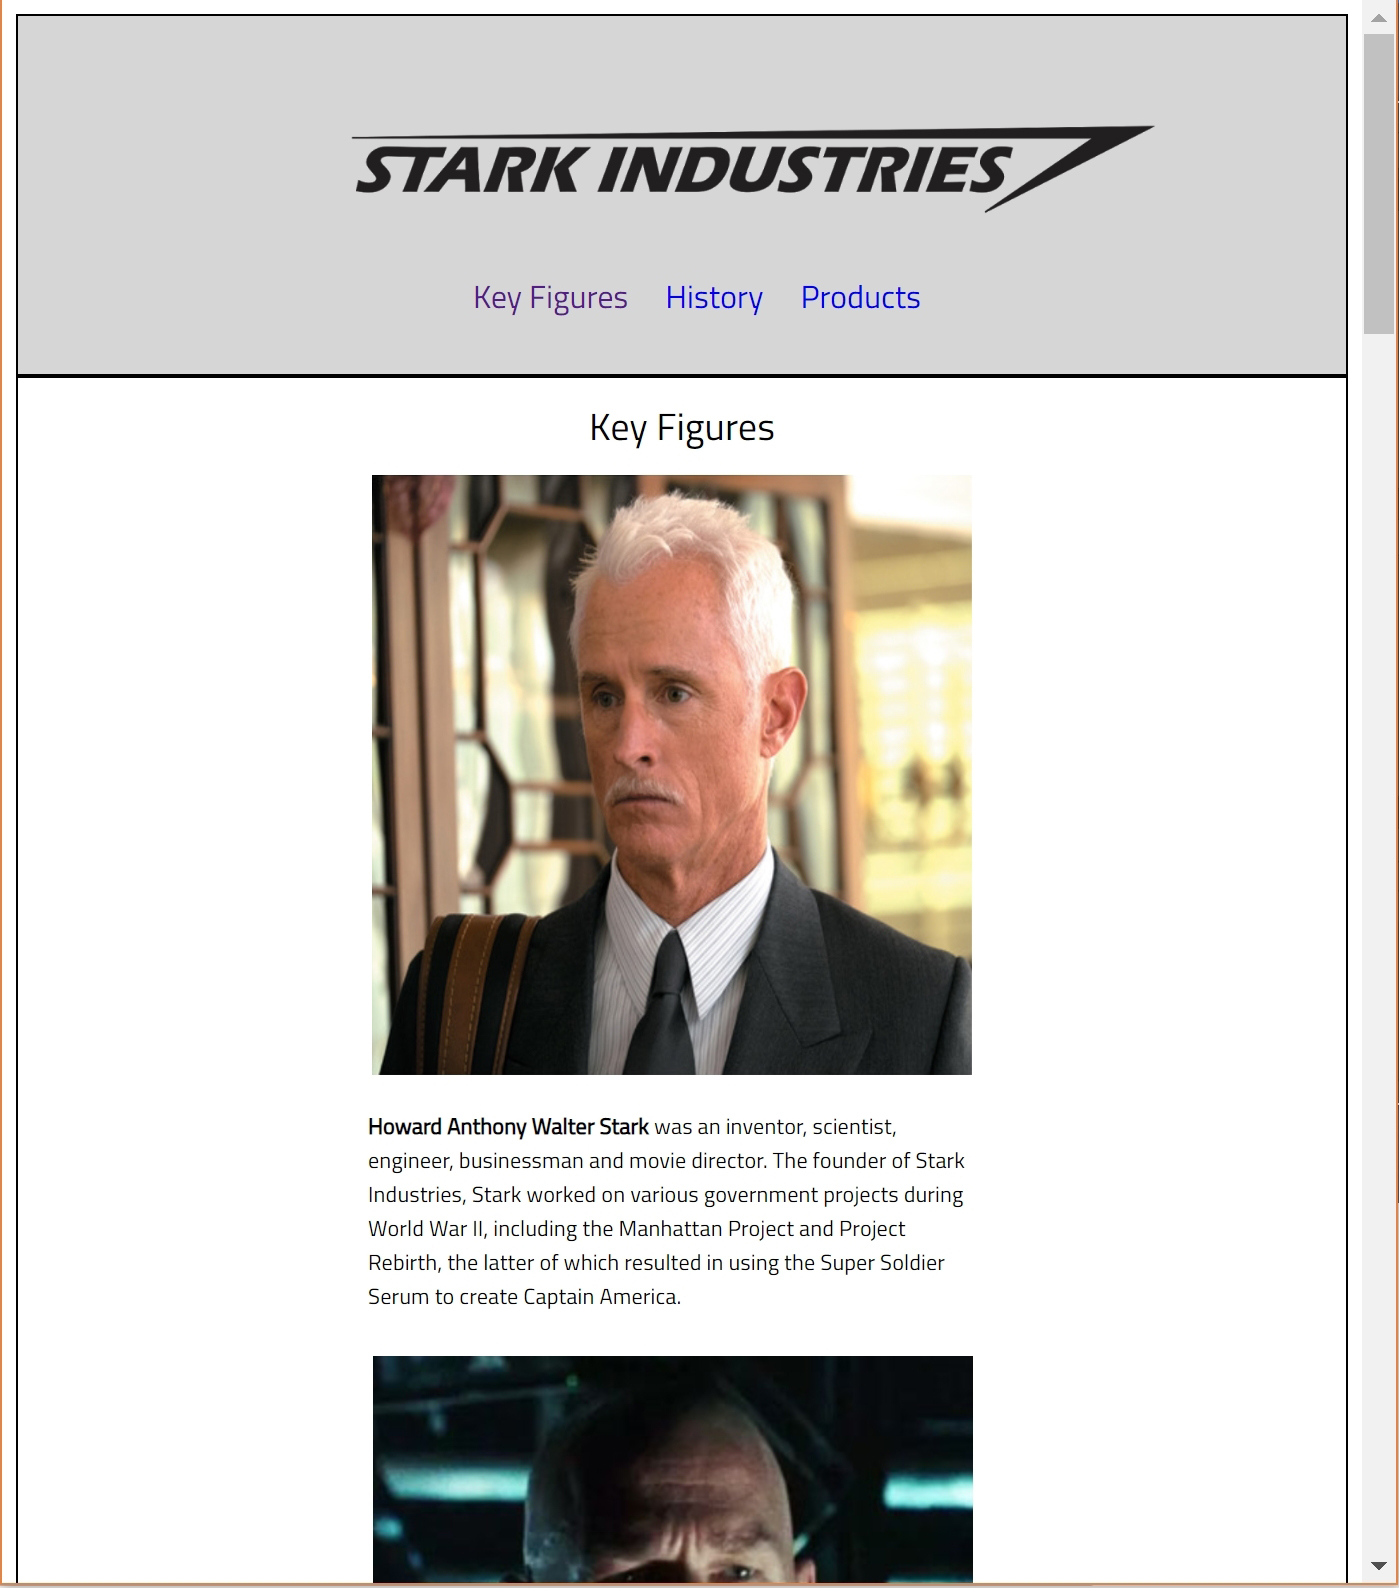 STARK INDUSTRIES
Key Figures History Products
Key Figures
Howard Anthony Walter Stark was an inventor, scientist,
engineer, businessman and movie director. The founder of Stark
Industries, Stark worked on various government projects during
World War II, including the Manhattan Project and Project
Rebirth, the latter of which resulted in using the Super Soldier
Serum to create Captain America.